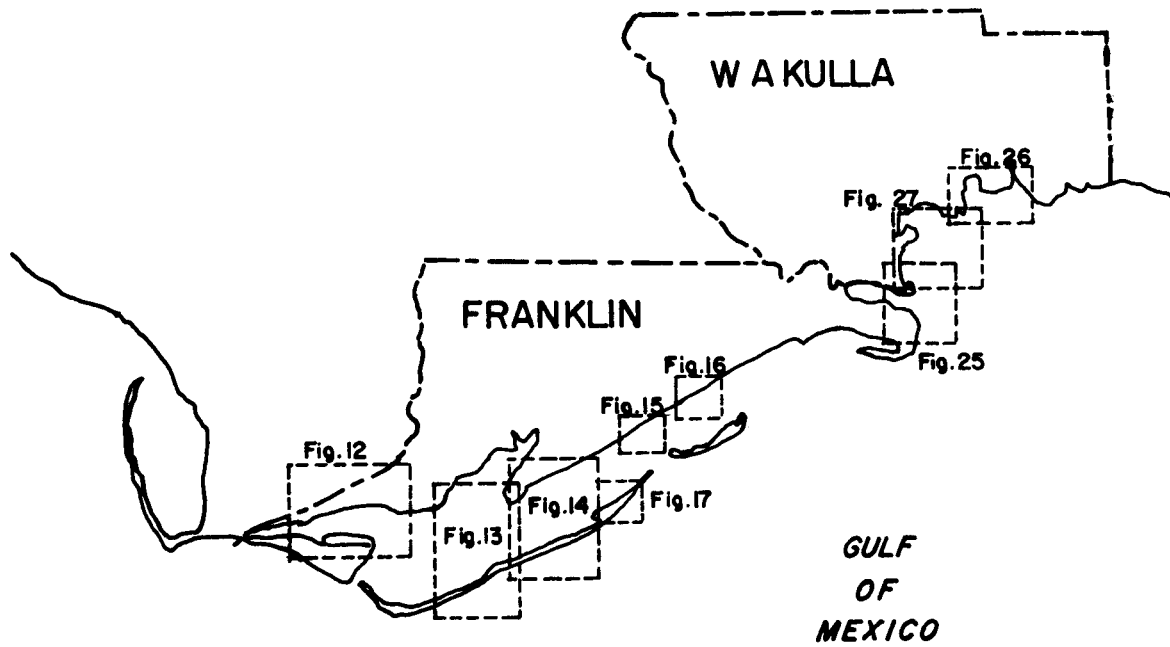 WAKULLA
Fig. 26
Fig. 27
FRANKLIN
Fig. 25
Fig. 16
Fig. 15
Fig. 12
Fig. 14
Fig. 17
Fig. 13
GULF
OF
MEXICO